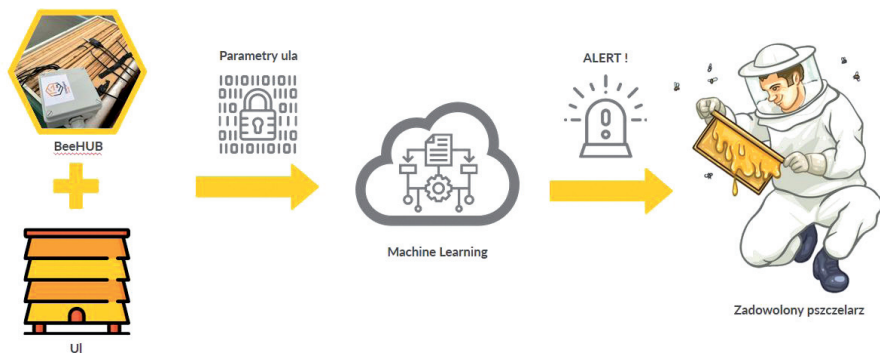 BeeHUB
Ul
Parametry ula
Machine Learning
ALERT !
Zadowolony pszczelarz